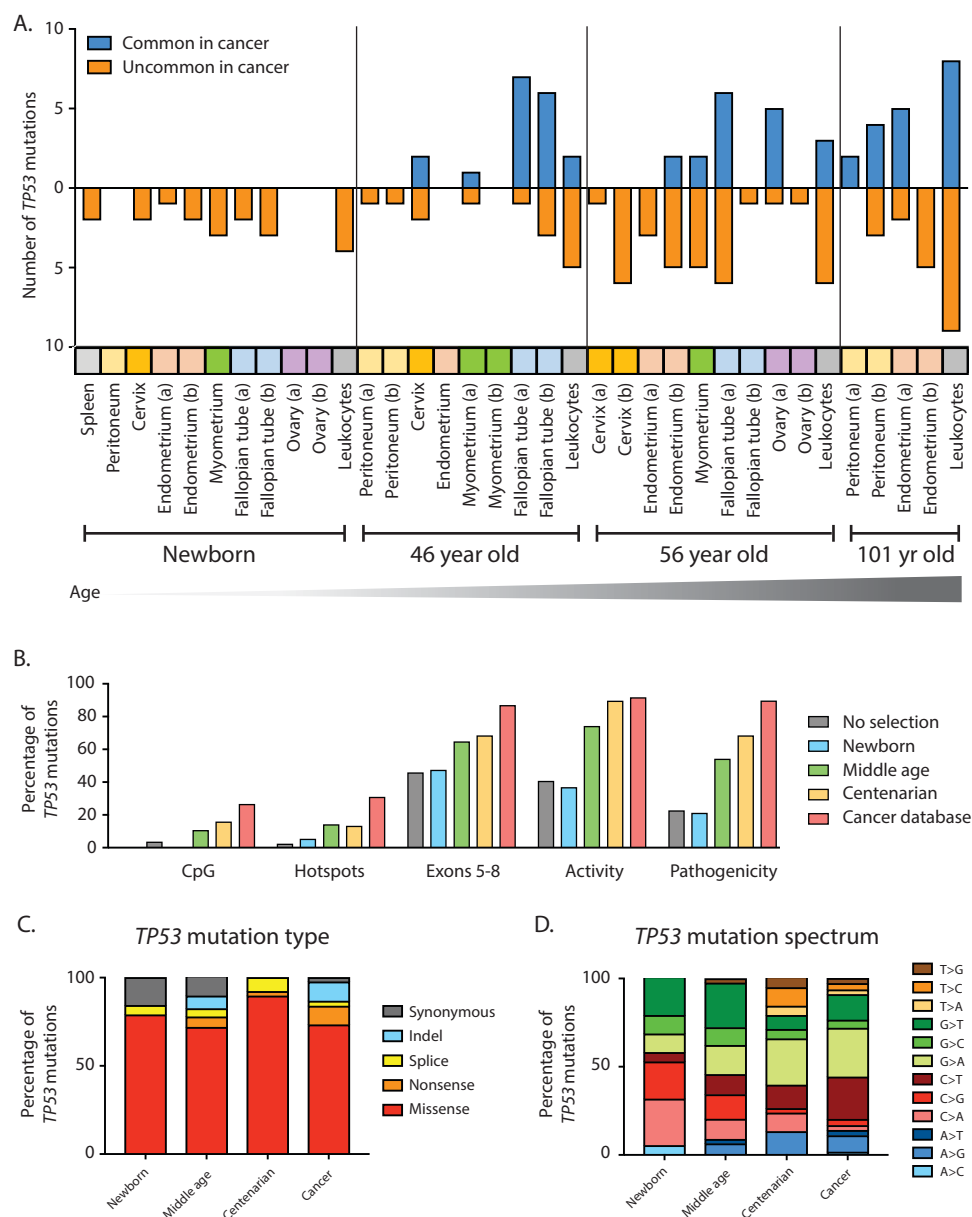 A.
10
5
0
5
10
Number of TP53 mutations
Common in cancer
Uncommon in cancer
Spleen
Peritoneum
Cervix
Endometrium (a)
Endometrium (b)
Myometrium
Fallopian tube (a)
Fallopian tube (b)
Ovary (a)
Ovary (b)
Leukocytes
Peritoneum (a)
Peritoneum (b)
Cervix
Endometrium
Myometrium (a)
Myometrium (b)
Fallopian tube (a)
Fallopian tube (b)
Leukocytes
Cervix (a)
Cervix (b)
Endometrium (a)
Endometrium (b)
Myometrium
Fallopian tube (a)
Fallopian tube (b)
Ovary (a)
Ovary (b)
Leukocytes
Peritoneum (a)
Peritoneum (b)
Endometrium (a)
Endometrium (b)
Leukocytes
Newborn
46 year old
56 year old
101 yr old
Age
B.
Percentage of
TP53 mutations
100
80
60
40
20
0
CpG
Hotspots
Exons 5-8
Activity
Pathogenicity
No selection
Newborn
Middle age
Centenarian
Cancer database
C.
TP53 mutation type
Percentage of
TP53 mutations
100
50
0
Newborn
Middle age
Centenarian
Cancer
Synonymous
Indel
Splice
Nonsense
Missense
D.
TP53 mutation spectrum
Percentage of
TP53 mutations
100
50
0
Newborn
Middle age
Centenarian
Cancer
T>G
T>C
T>A
G>T
G>C
G>A
C>T
C>G
C>A
A>T
A>G
A>C